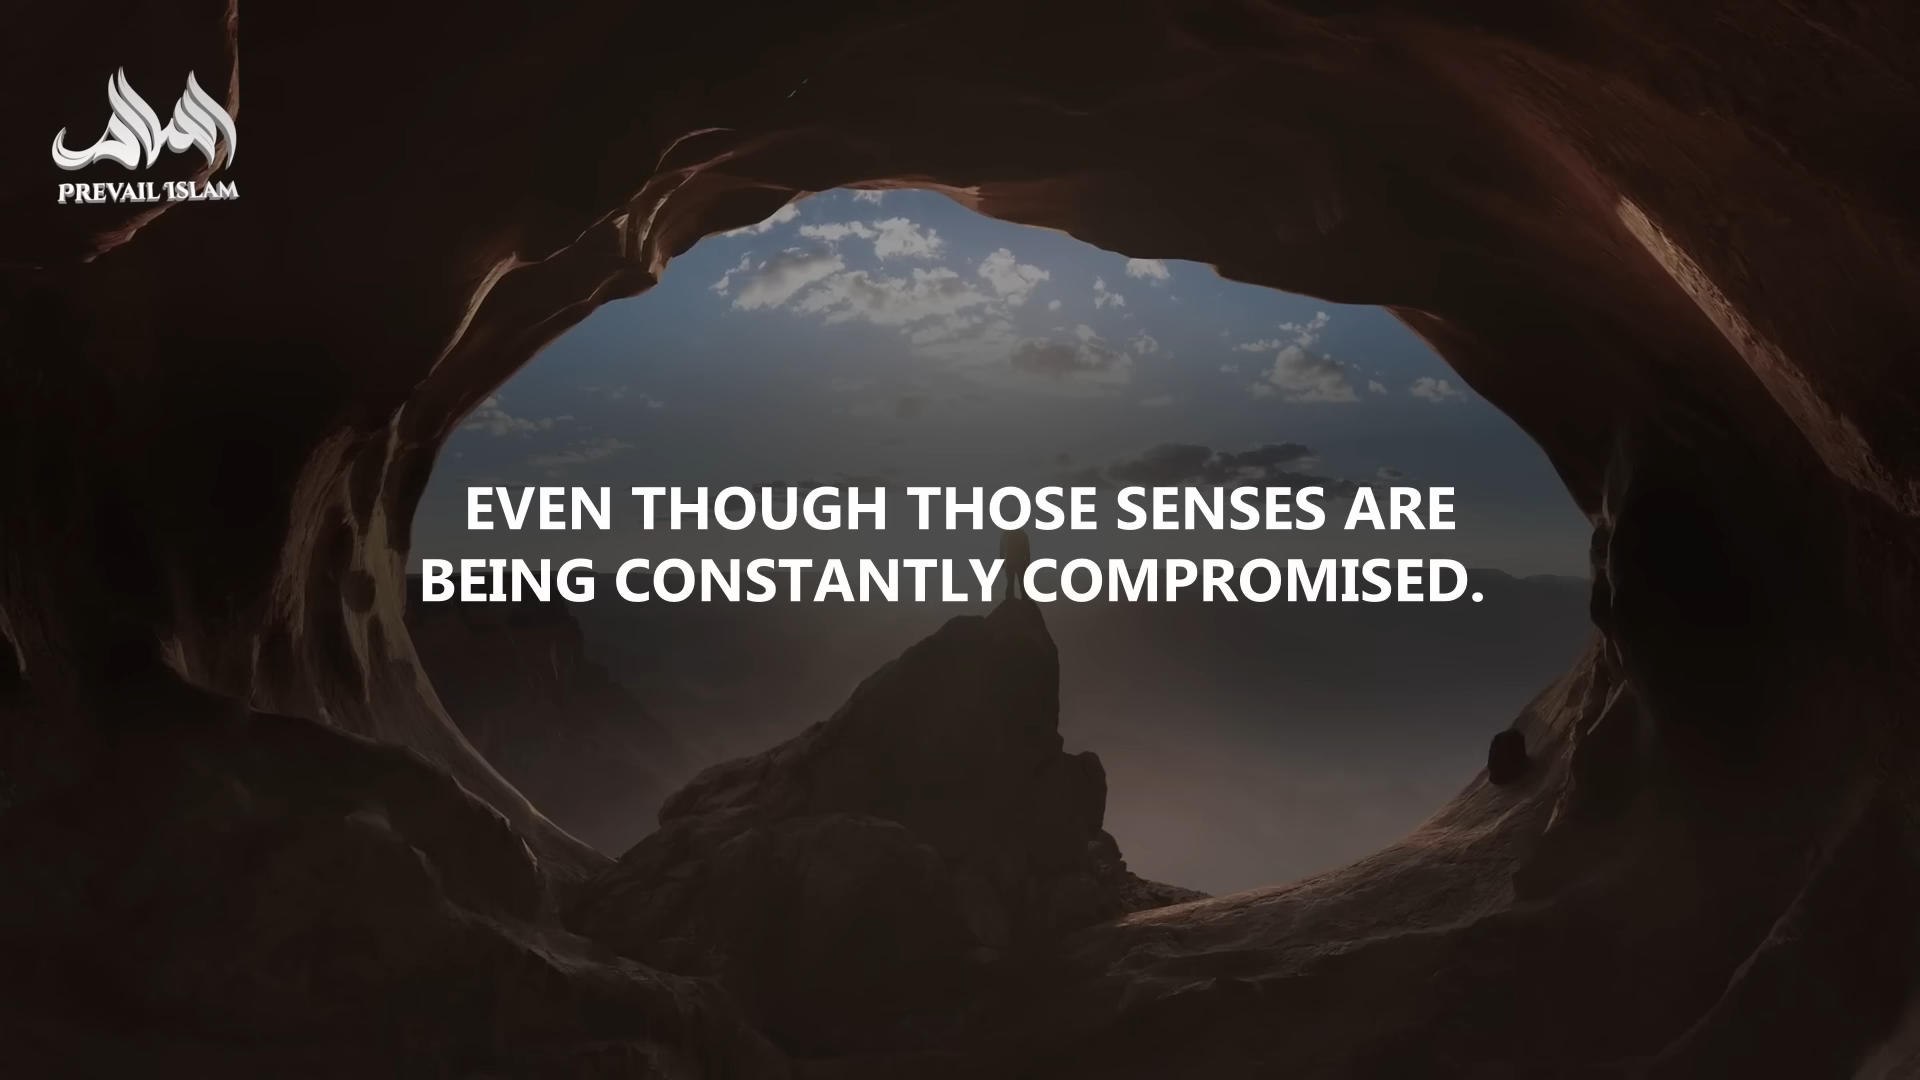 PREVAIL ISLAM
EVEN THOUGH THOSE SENSES ARE
BEING CONSTANTLY COMPROMISED.